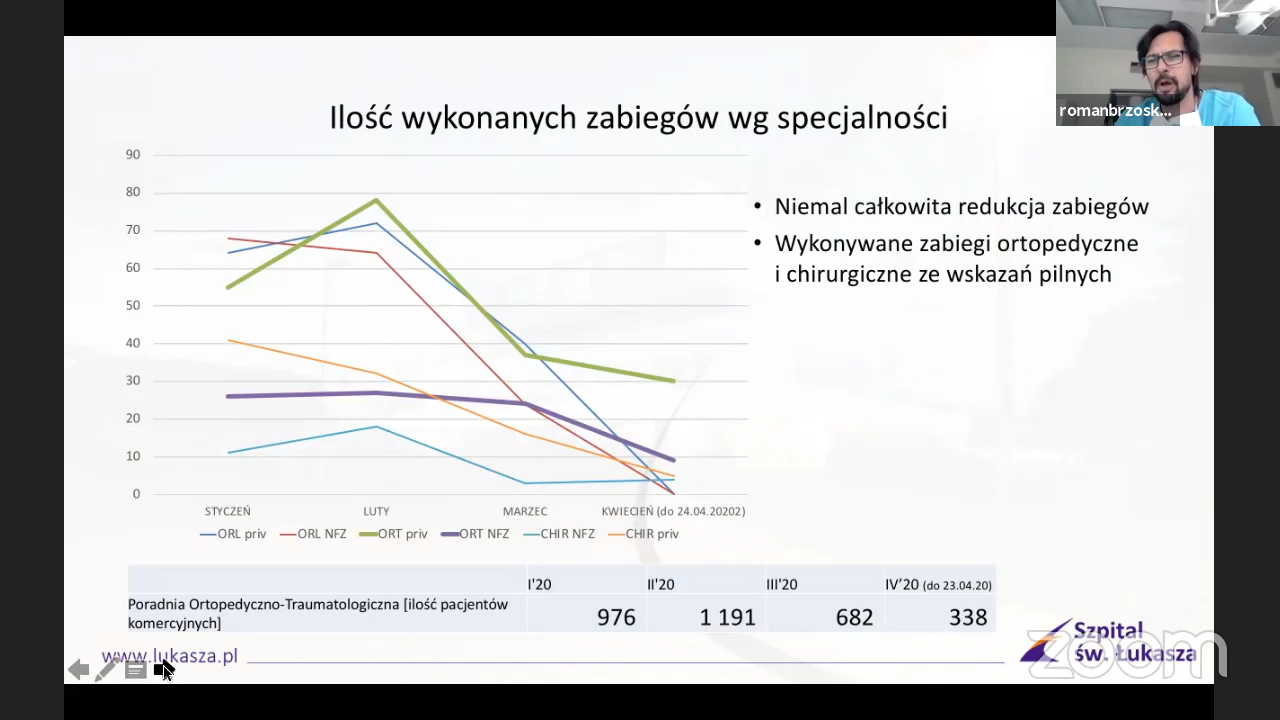 romanbrzosk...
Ilość wykonanych zabiegów wg specjalności
90
80
70
60
50
40
30
20
10
0
STYCZEŃ LUTY MARZEC KWIECIEŃ (do 24.04.20202)
ORL priv ORL NFZ ORT priv ORT NFZ CHIR NFZ CHIR priv
• Niemal całkowita redukcja zabiegów
• Wykonywane zabiegi ortopedyczne
i chirurgiczne ze wskazań pilnych
I'20 II'20 III'20 IV’20 (do 23.04.20)
Poradnia Ortopedyczno-Traumatologiczna [ilość pacjentów
komercyjnych] 976 1 191 682 338
www.lukasza.pl
Szpital
św. Łukasza
zoom